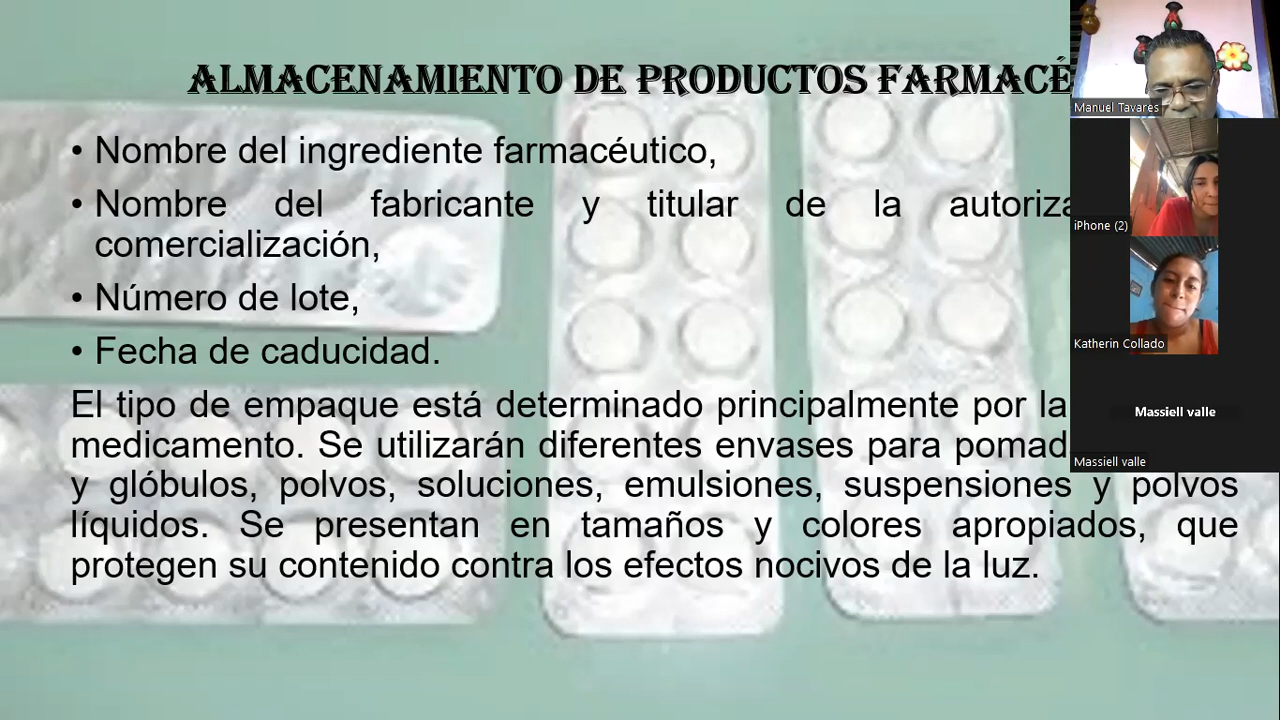 ALMACENAMIENTO DE PRODUCTOS FARMACÉ
• Nombre del ingrediente farmacéutico,
• Nombre del fabricante y titular de la autoriza
comercialización,
• Número de lote,
• Fecha de caducidad.
El tipo de empaque está determinado principalmente por la
medicamento. Se utilizarán diferentes envases para pomad
y glóbulos, polvos, soluciones, emulsiones, suspensiones y polvos
líquidos. Se presentan en tamaños y colores apropiados, que
protegen su contenido contra los efectos nocivos de la luz.
Manuel Tavares
iPhone (2)
Katherin Collado
Massiell valle
Massiell valle